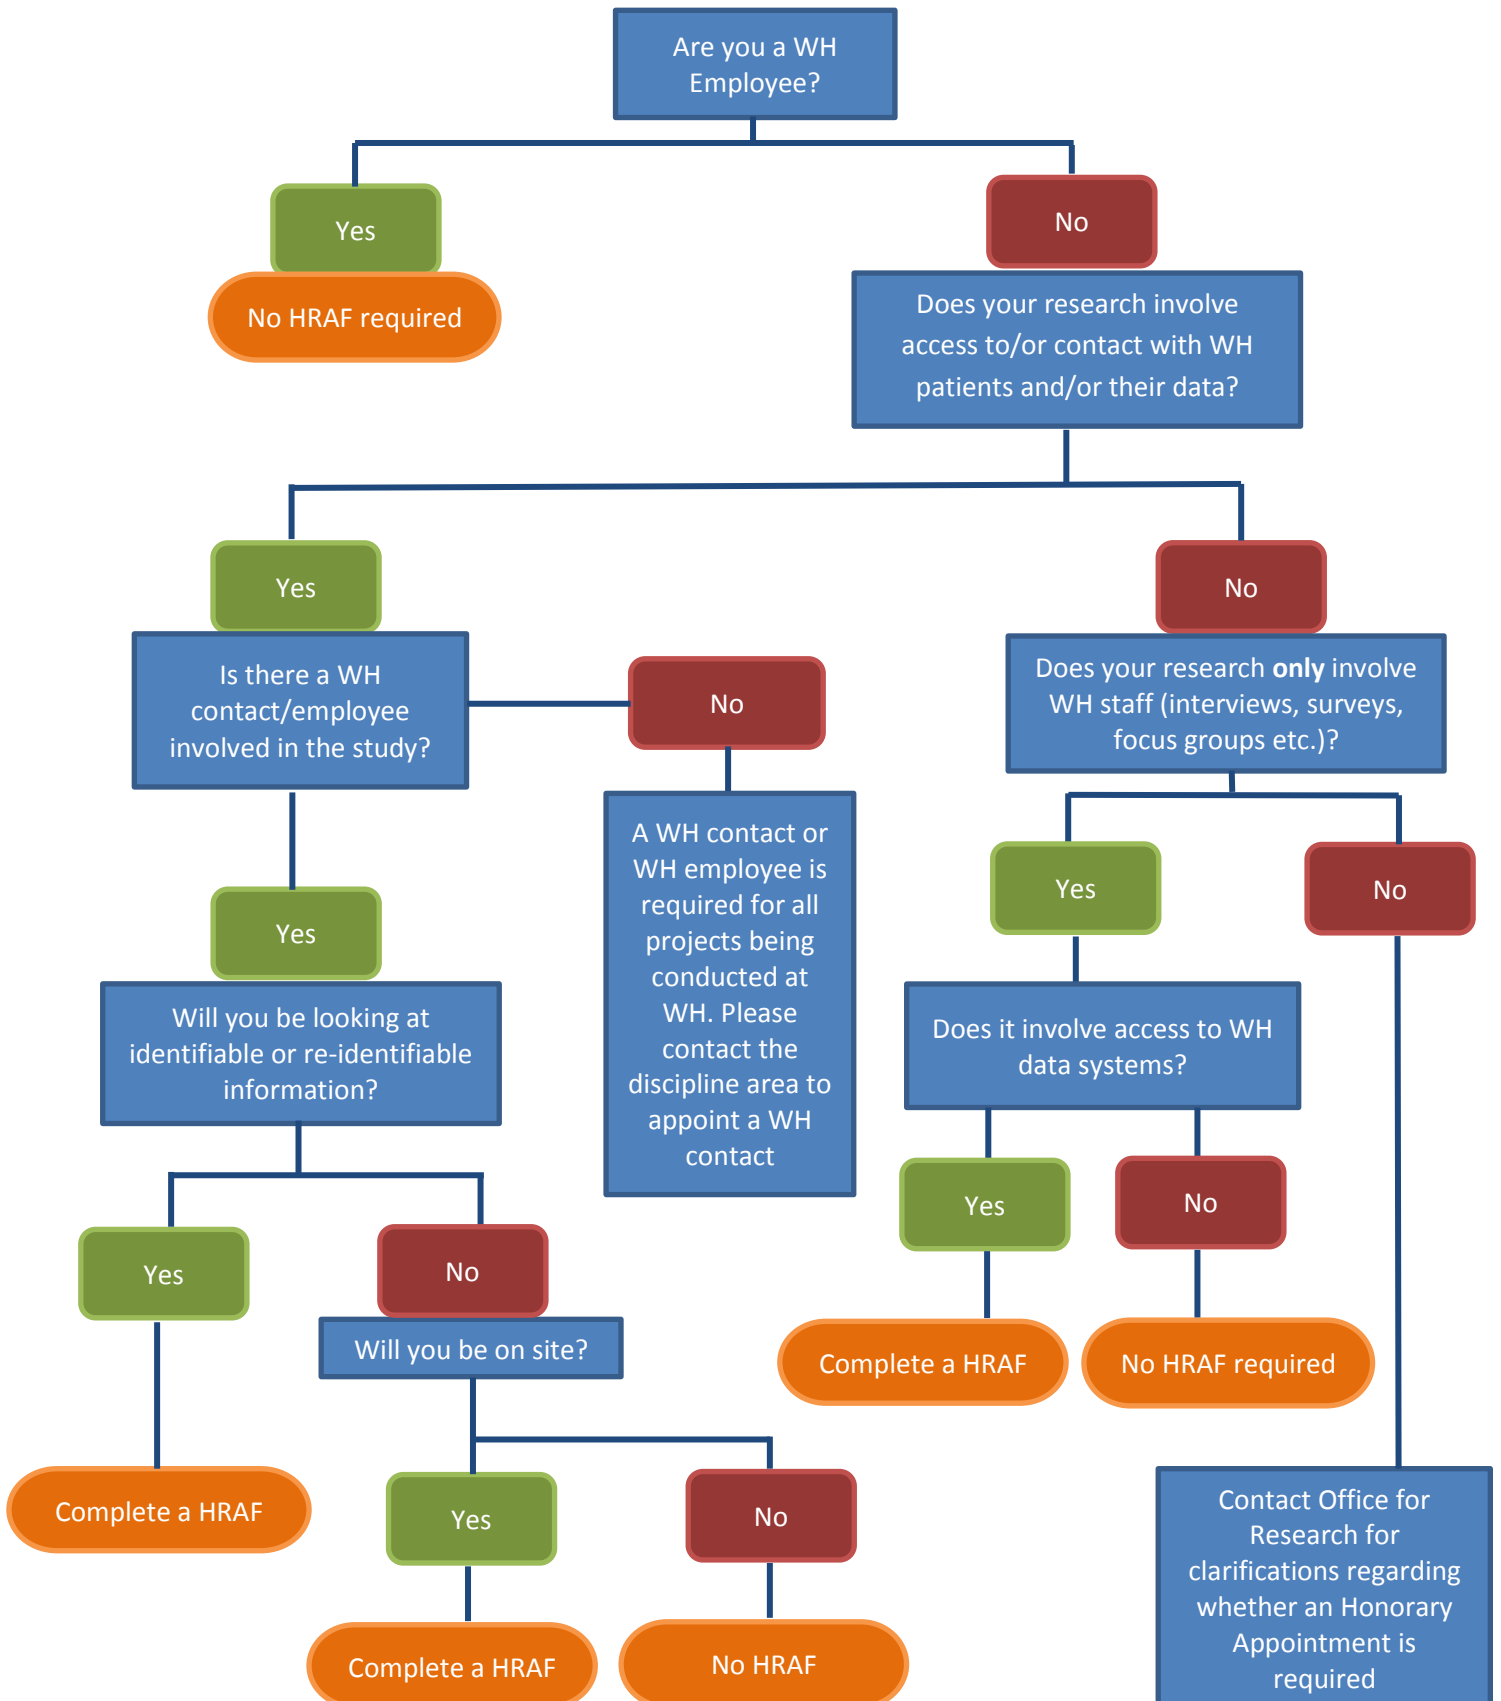 Are you a WH
Employee?
Yes
No
No HRAF required
Does your research involve
access to/or contact with WH
patients and/or their data?
Yes
No
Is there a WH
contact/employee
involved in the study?
No
Does your research only involve
WH staff (interviews, surveys,
focus groups etc.)?
A WH contact or
WH employee is
required for all
projects being
conducted at
WH. Please
contact the
discipline area to
appoint a WH
contact
Yes
No
Yes
Will you be looking at
identifiable or re-identifiable
information?
Does it involve access to WH
data systems?
Yes
No
Yes
No
Will you be on site?
Complete a HRAF
No HRAF required
Complete a HRAF
Yes
No
Contact Office for
Research for
clarifications regarding
whether an Honorary
Appointment is
required
Complete a HRAF
No HRAF